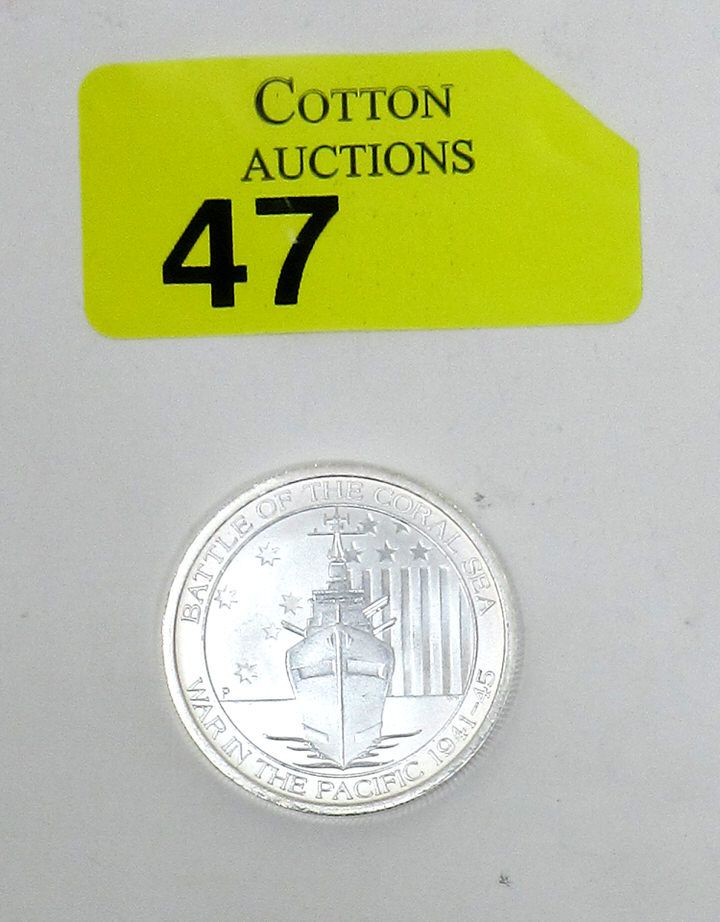 COTTON
AUCTIONS
47
BATTLE OF THE CORAL SEA
P
WAR IN THE PACIFIC 1941-45